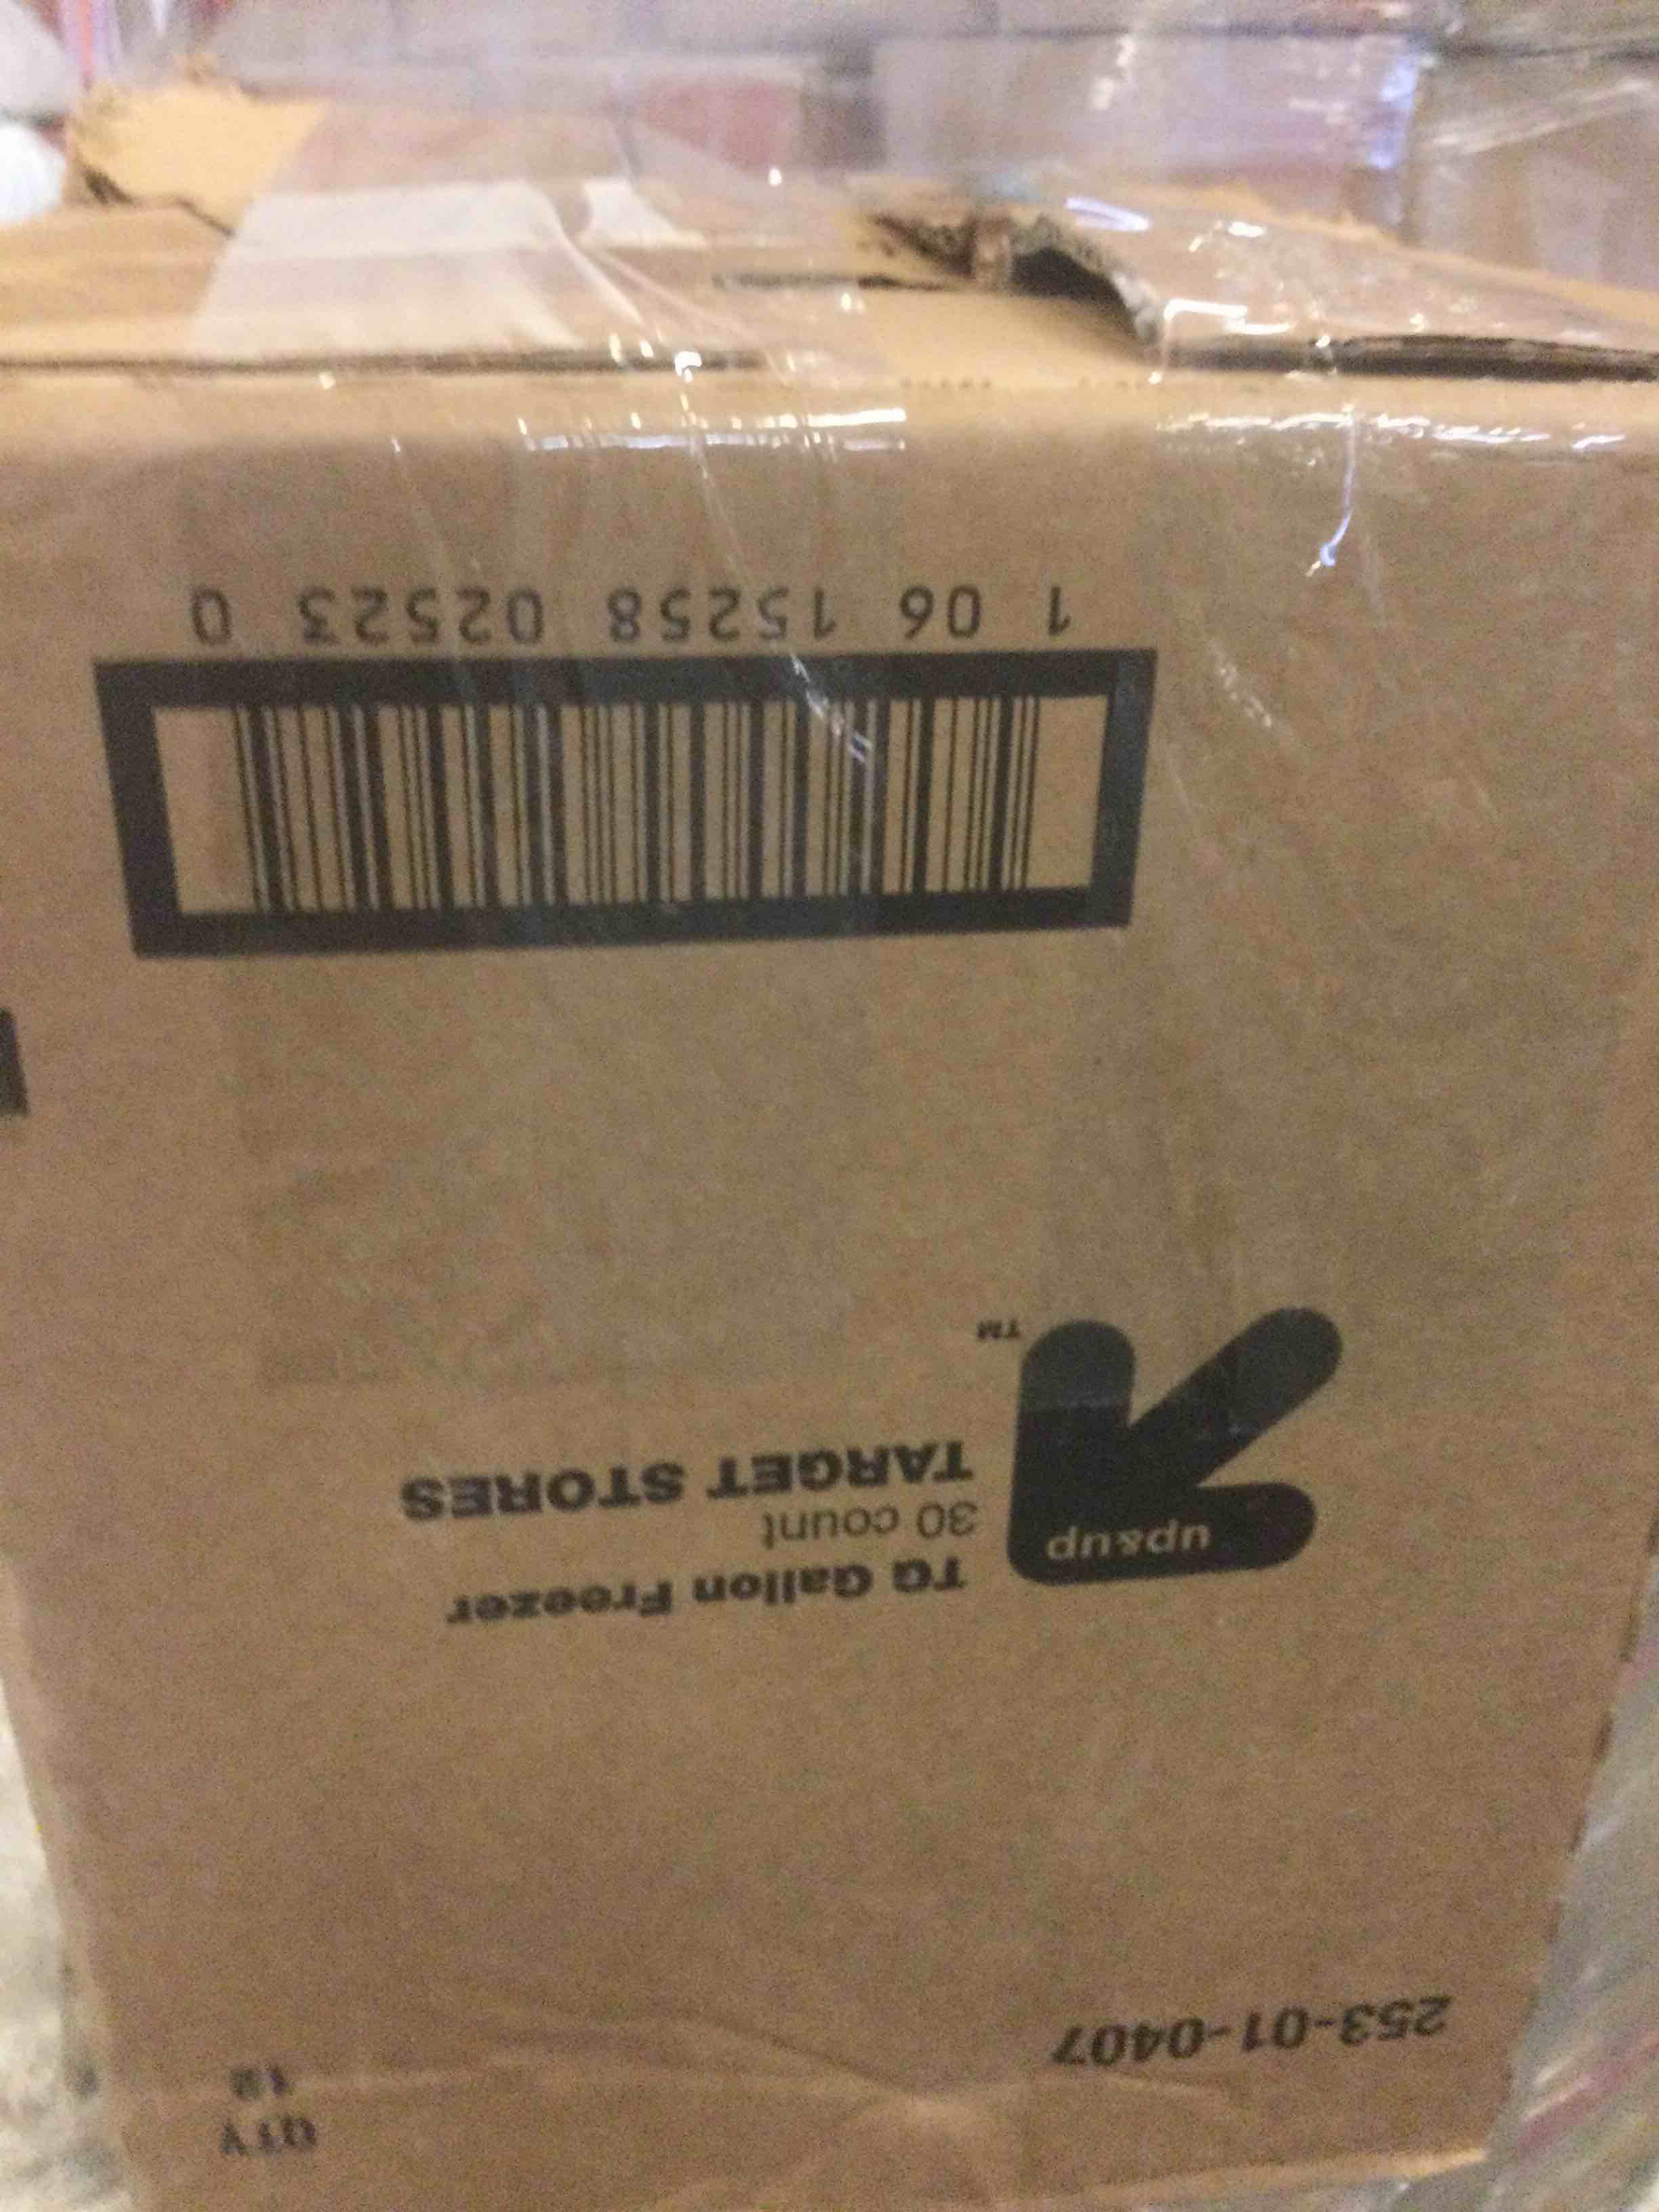 QTY
12
253-01-0407
up&up
TG Gallon Freezer
30 count
TARGET STORES
TM
1 06 15258 02523 0